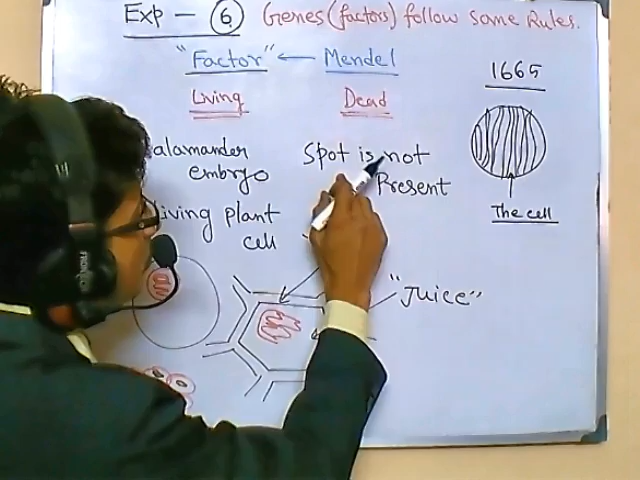 Exp - 6 Genes (factors) follow some Rules.
"Factor" ← Mendel
1665
Living Dead
alamander
embryo
Spot is not
Present
The cell
iving plant
cell
"Juice"